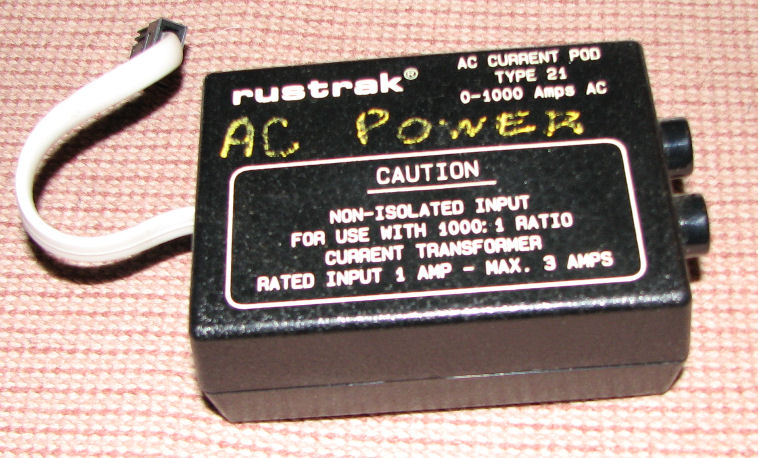 rustrak®
AC CURRENT POD
TYPE 21
0-1000 Amps AC
AC POWER
CAUTION
NON-ISOLATED INPUT
FOR USE WITH 1000:1 RATIO
CURRENT TRANSFORMER
RATED INPUT 1 AMP - MAX. 3 AMPS